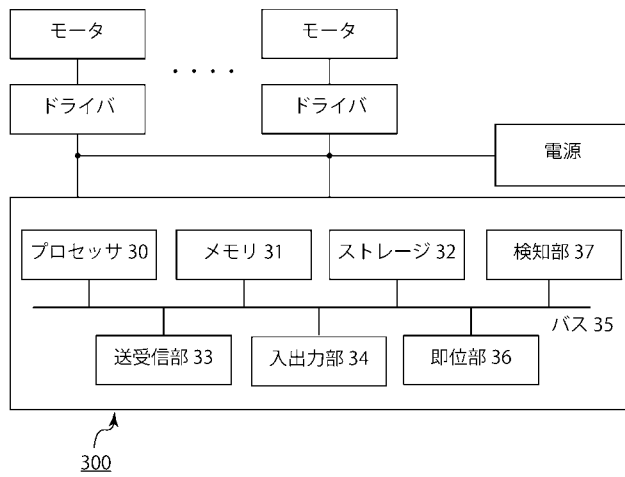 モータ
モータ
・・・・
ドライバ
ドライバ
電源
プロセッサ 30
メモリ 31
ストレージ 32
検知部 37
バス 35
送受信部 33
入出力部 34
即位部 36
300